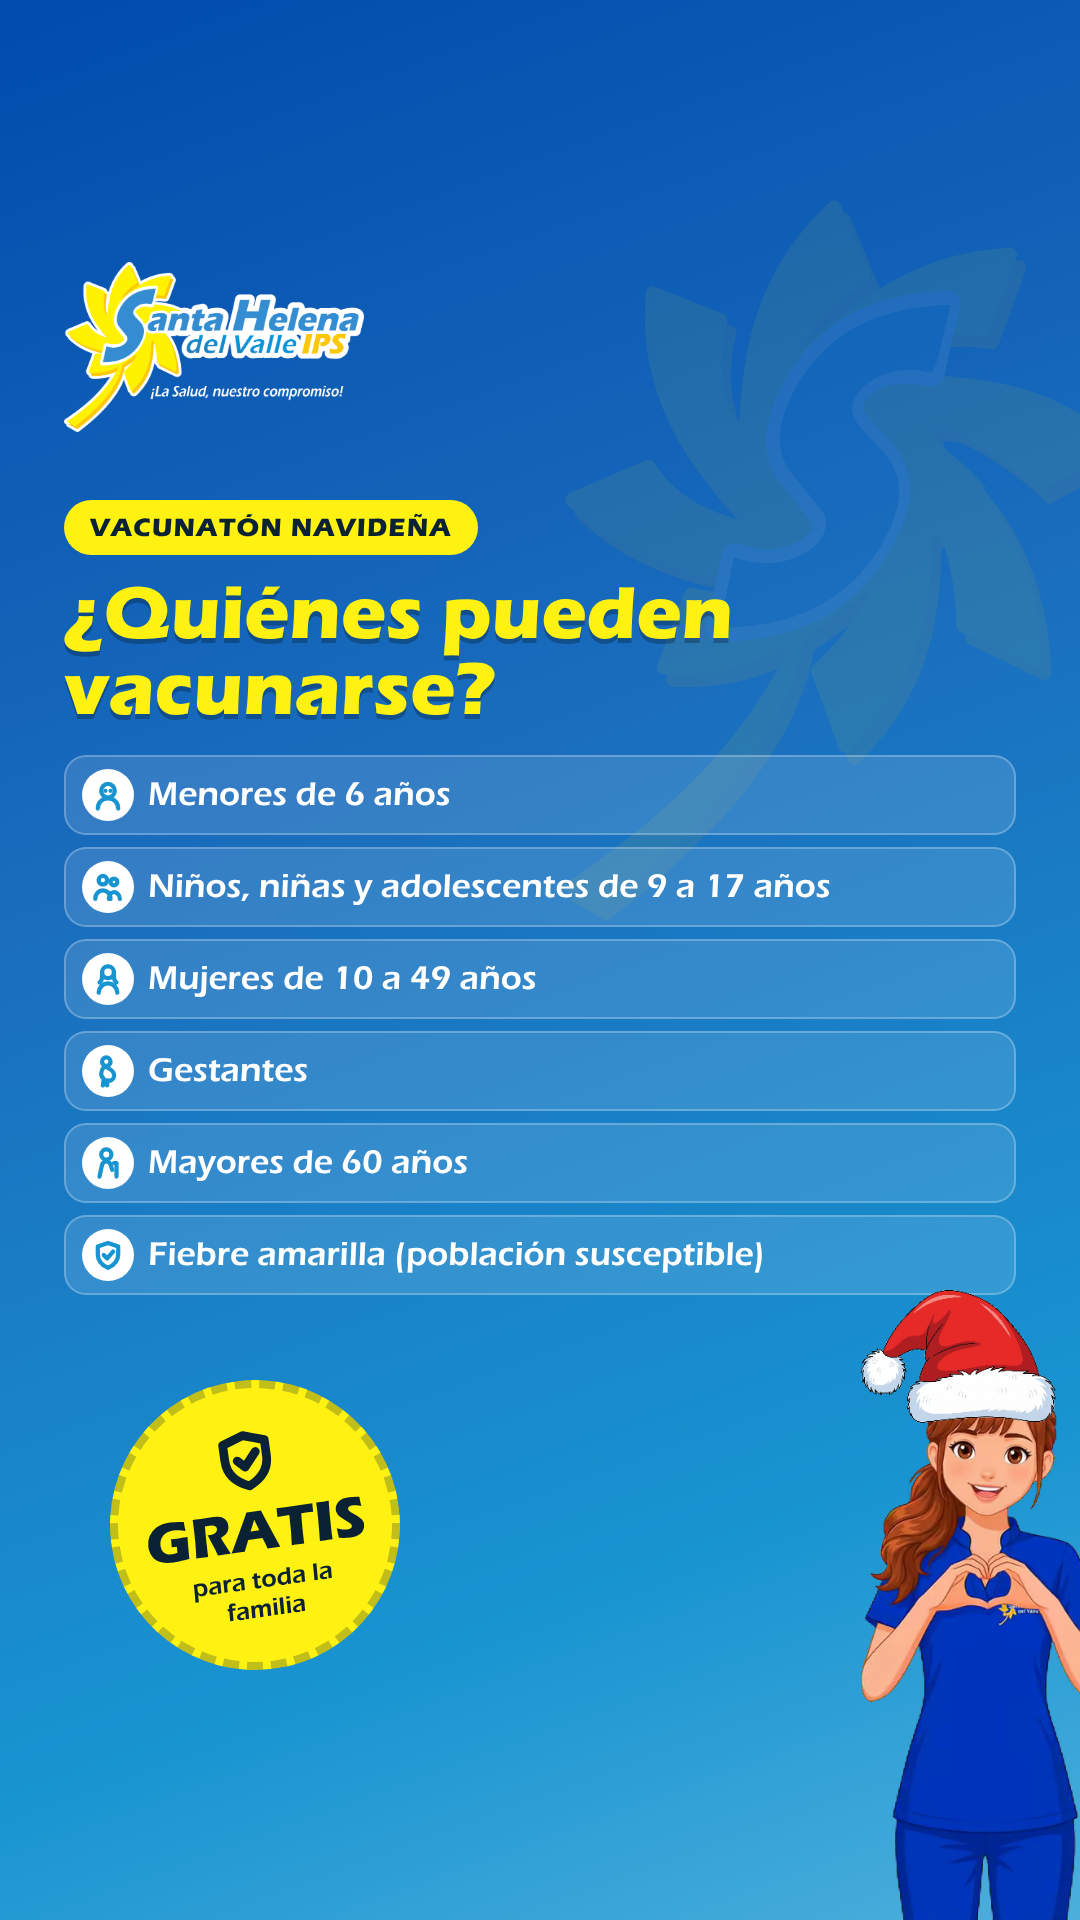 Santa Helena
del Valle IPS
¡La Salud, nuestro compromiso!
VACUNATÓN NAVIDEÑA
¿Quiénes pueden
vacunarse?
Menores de 6 años
Niños, niñas y adolescentes de 9 a 17 años
Mujeres de 10 a 49 años
Gestantes
Mayores de 60 años
Fiebre amarilla (población susceptible)
GRATIS
para toda la
familia